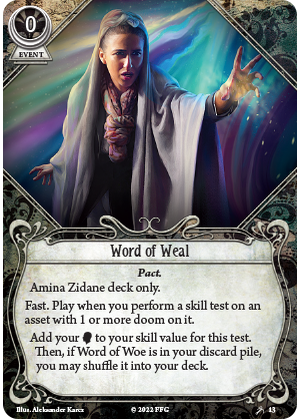 0
EVENT
Word of Weal
Pact.
Amina Zidane deck only.
Fast. Play when you perform a skill test on an
asset with 1 or more doom on it.
Add your to your skill value for this test.
Then, if Word of Woe is in your discard pile,
you may shuffle it into your deck.
Illus. Aleksander Karcz
© 2022 FFG
43